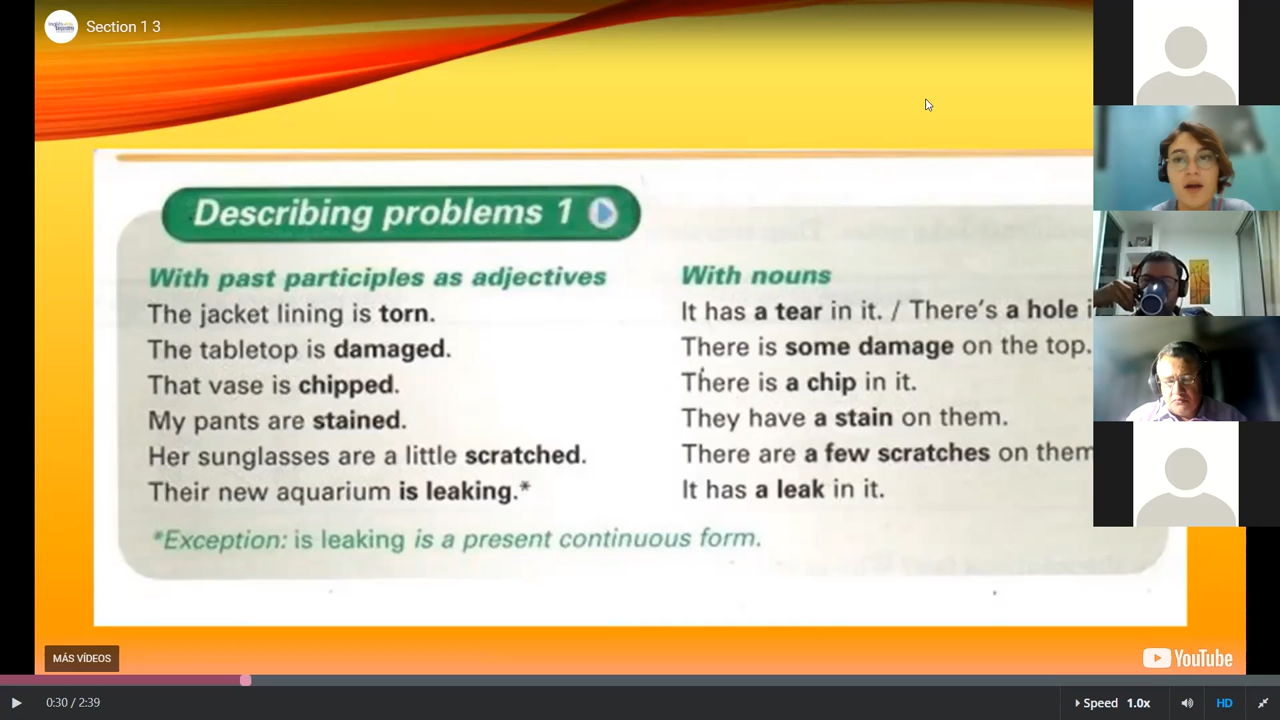 Section 1 3
Describing problems 1
With past participles as adjectives
The jacket lining is torn.
The tabletop is damaged.
That vase is chipped.
My pants are stained.
Her sunglasses are a little scratched.
Their new aquarium is leaking.*
With nouns
It has a tear in it. / There's a hole i
There is some damage on the top.
There is a chip in it.
They have a stain on them.
There are a few scratches on them
It has a leak in it.
*Exception: is leaking is a present continuous form.
MÁS VÍDEOS
YouTube
0:30 / 2:39
Speed 1.0x
HD